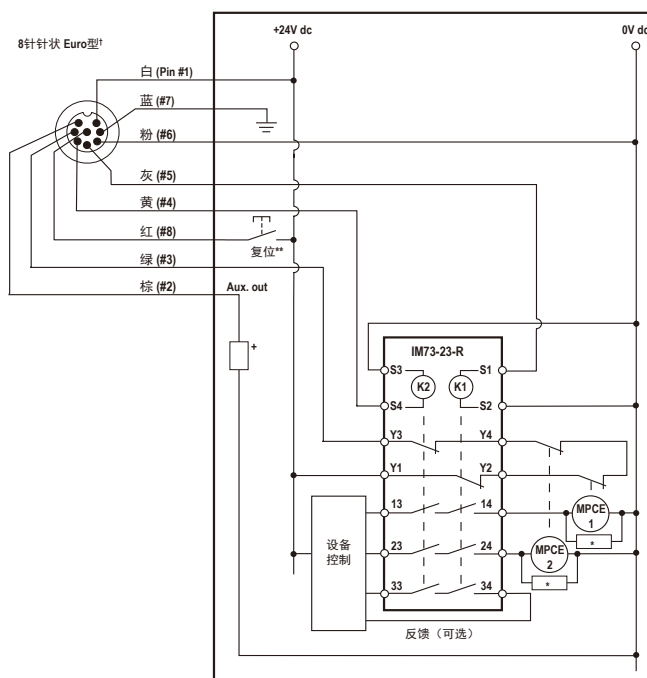 +24V dc
0V dc
8针针状 Euro型†
白 (Pin #1)
蓝 (#7)
粉 (#6)
灰 (#5)
黄 (#4)
红 (#8)
复位**
绿 (#3)
棕 (#2)
Aux. out
+
IM73-23-R
S3
K2
K1
S1
S4
S2
Y3
Y4
Y1
Y2
13
14
MPCE
1
*
设备
控制
23
24
MPCE
2
*
33
34
反馈（可选）